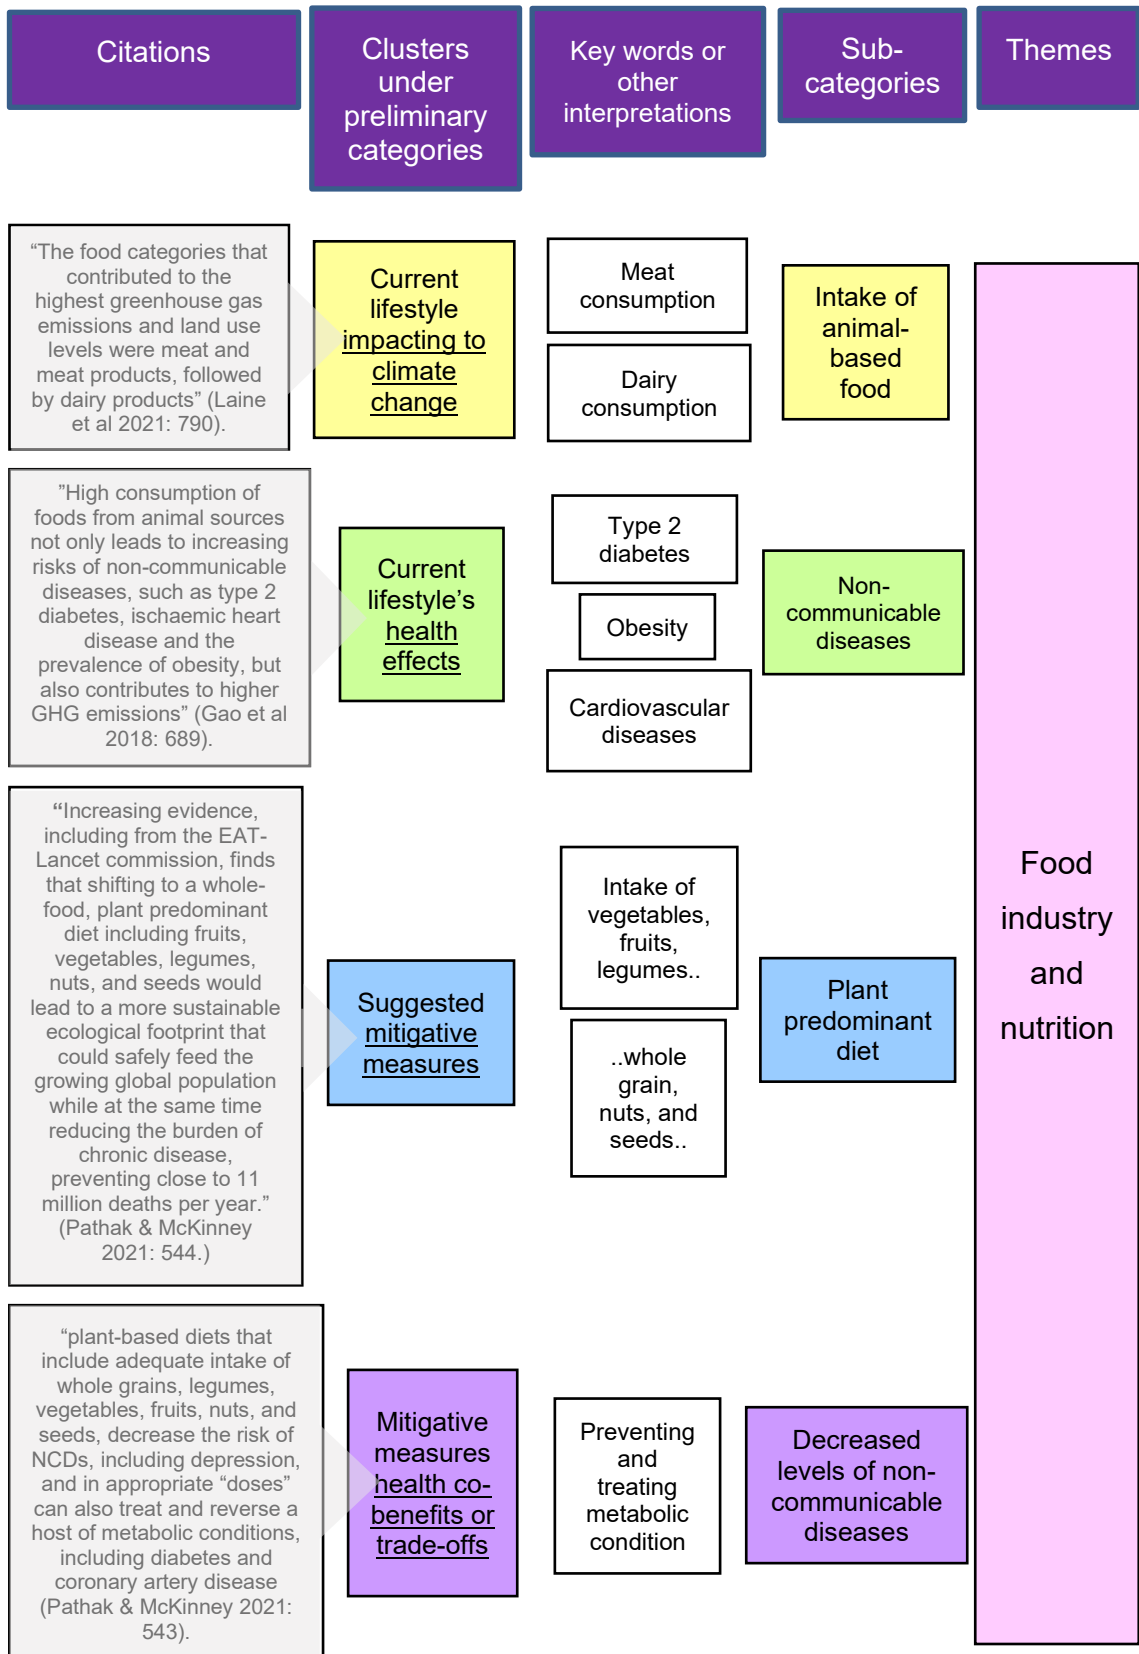 Citations
Clusters
under
preliminary
categories
Key words or
other
interpretations
Sub-
categories
Themes
“The food categories that
contributed to the
highest greenhouse gas
emissions and land use
levels were meat and
meat products, followed
by dairy products” (Laine
et al 2021: 790).
Current
lifestyle
impacting to
climate
change
Meat
consumption
Dairy
consumption
Intake of
animal-
based
food
”High consumption of
foods from animal sources
not only leads to increasing
risks of non-communicable
diseases, such as type 2
diabetes, ischaemic heart
disease and the
prevalence of obesity, but
also contributes to higher
GHG emissions” (Gao et al
2018: 689).
Current
lifestyle’s
health
effects
Type 2
diabetes
Obesity
Cardiovascular
diseases
Non-
communicable
diseases
“Increasing evidence,
including from the EAT-
Lancet commission, finds
that shifting to a whole-
food, plant predominant
diet including fruits,
vegetables, legumes,
nuts, and seeds would
lead to a more sustainable
ecological footprint that
could safely feed the
growing global population
while at the same time
reducing the burden of
chronic disease,
preventing close to 11
million deaths per year.”
(Pathak & McKinney
2021: 544.)
Suggested
mitigative
measures
Intake of
vegetables,
fruits,
legumes..
..whole
grain,
nuts, and
seeds..
Plant
predominant
diet
“plant-based diets that
include adequate intake of
whole grains, legumes,
vegetables, fruits, nuts, and
seeds, decrease the risk of
NCDs, including depression,
and in appropriate “doses”
can also treat and reverse a
host of metabolic conditions,
including diabetes and
coronary artery disease
(Pathak & McKinney 2021:
543).
Mitigative
measures
health co-
benefits or
trade-offs
Preventing
and
treating
metabolic
condition
Decreased
levels of non-
communicable
diseases
Food
industry
and
nutrition